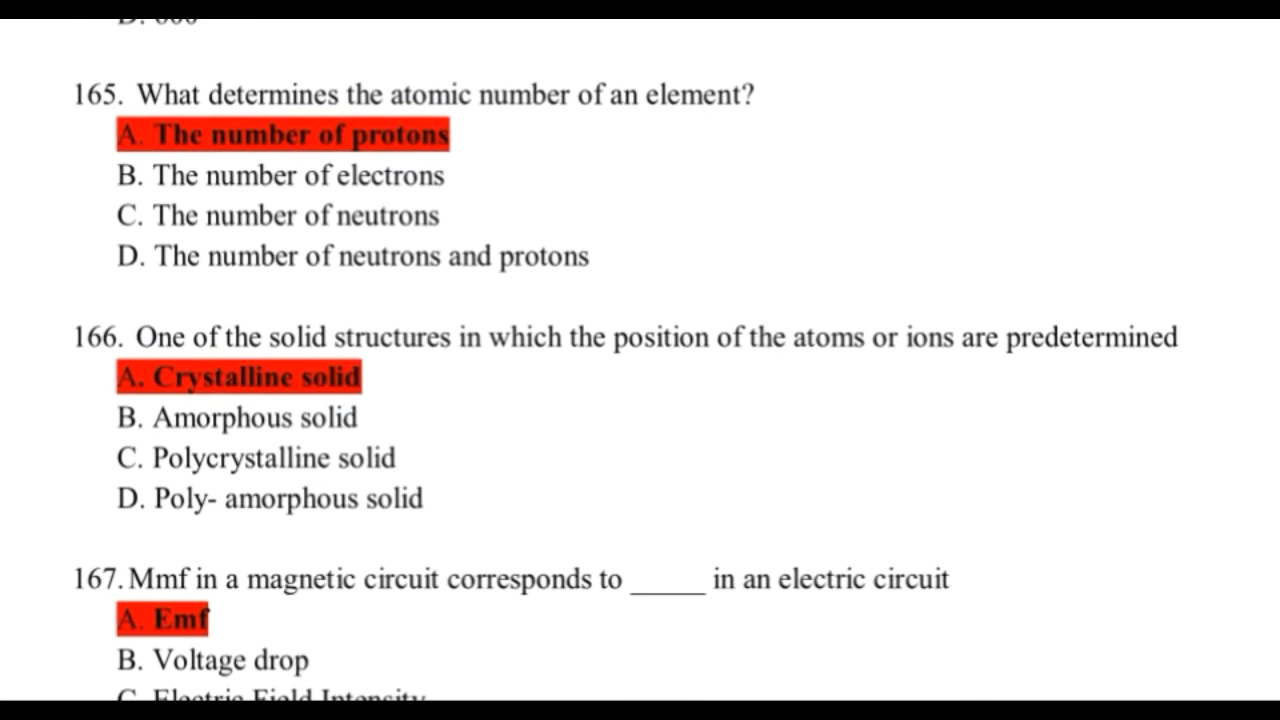 165. What determines the atomic number of an element?
A. The number of protons
B. The number of electrons
C. The number of neutrons
D. The number of neutrons and protons
166. One of the solid structures in which the position of the atoms or ions are predetermined
A. Crystalline solid
B. Amorphous solid
C. Polycrystalline solid
D. Poly- amorphous solid
167. Mmf in a magnetic circuit corresponds to _____ in an electric circuit
A. Emf
B. Voltage drop
C. Electric Field Intensity